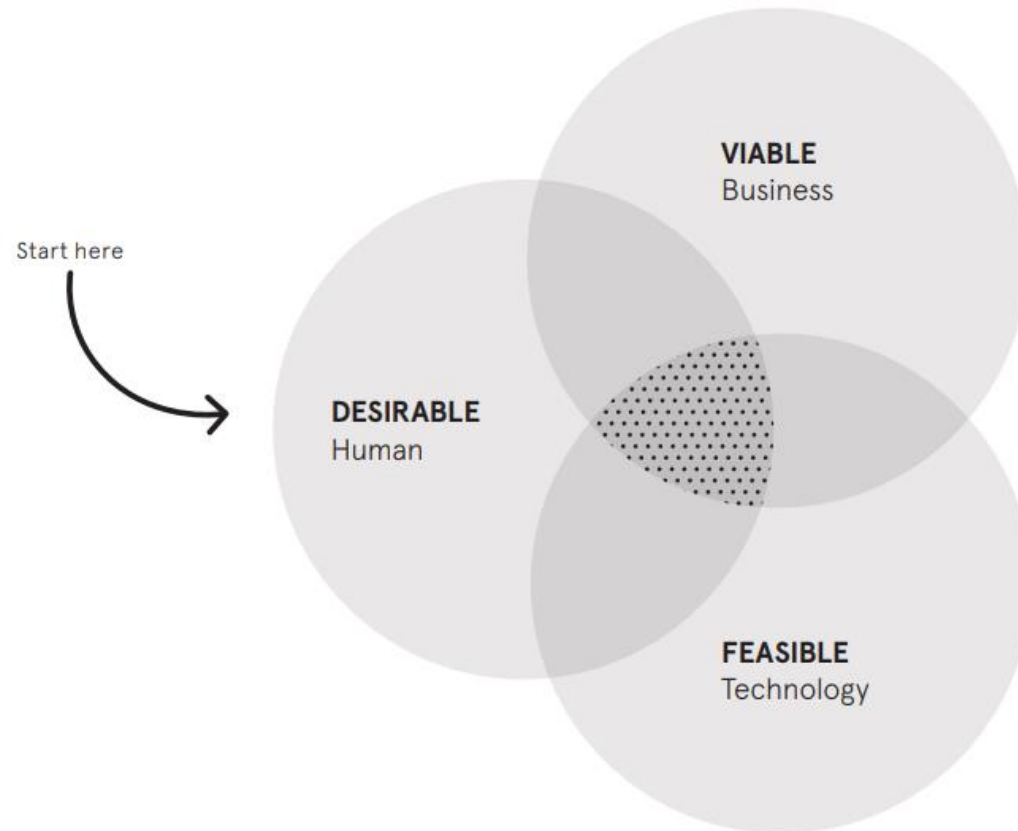 VIABLE
Business
Start here
DESIRABLE
Human
FEASIBLE
Technology